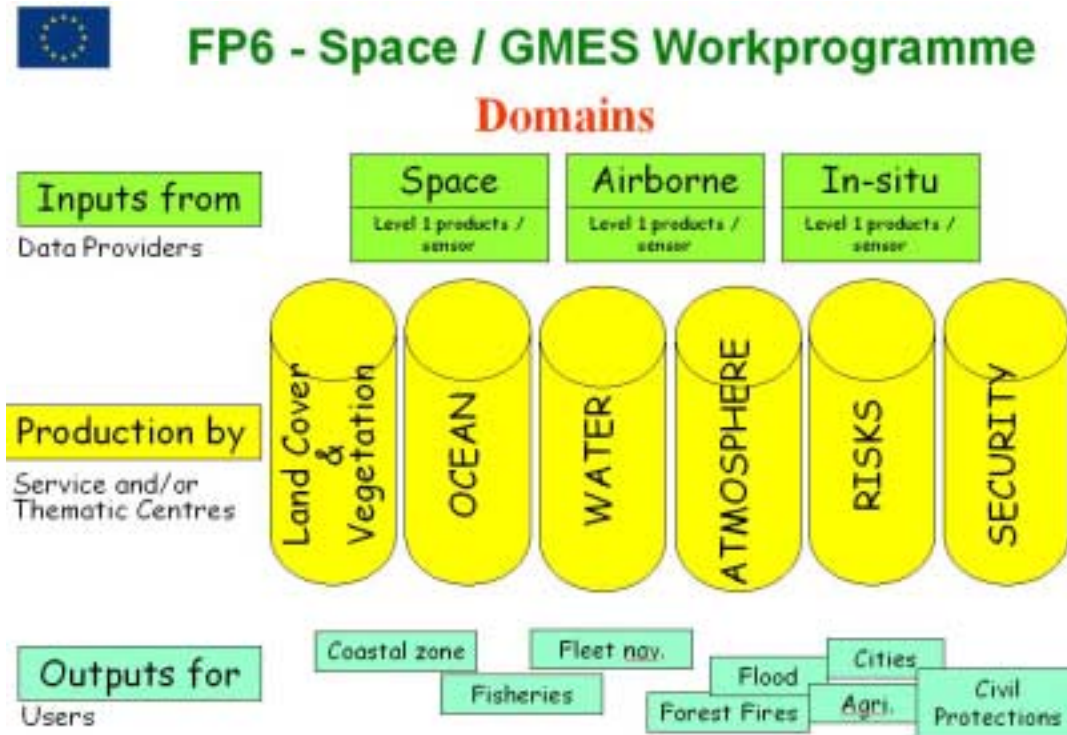 FP6 - Space / GMES Workprogramme
Domains
Inputs from
Data Providers
Space
Level 1 products /
sensor
Airborne
Level 1 products /
sensor
In-situ
Level 1 products /
sensor
Production by
Service and/or
Thematic Centres
Land Cover
&
Vegetation
OCEAN
WATER
ATMOSPHERE
RISKS
SECURITY
Outputs for
Users
Coastal zone
Fisheries
Fleet nav.
Forest Fires
Flood
Cities
Agri.
Civil
Protections